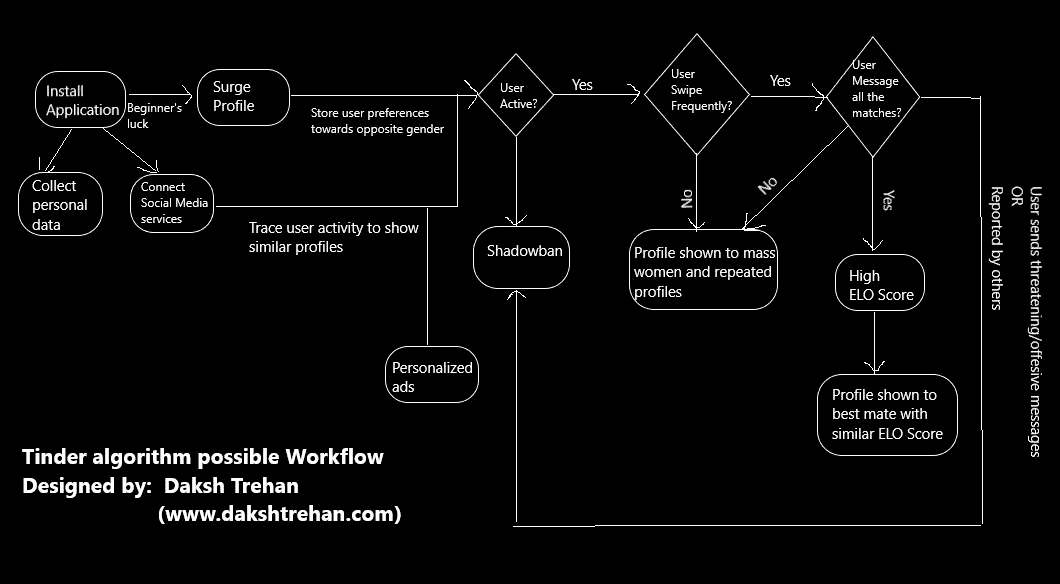 Install
Application
Beginner's
luck
Surge
Profile
Store user preferences
towards opposite gender
User
Active?
Yes
User
Swipe
Frequently?
Yes
User
Message
all the
matches?
Collect
personal
data
Connect
Social Media
services
Trace user activity to show
similar profiles
Shadowban
No
No
Yes
Profile shown to mass
women and repeated
profiles
High
ELO Score
User sends threatening/offesive messages
OR
Reported by others
Personalized
ads
Profile shown to
best mate with
similar ELO Score
Tinder algorithm possible Workflow
Designed by: Daksh Trehan
(www.dakshtrehan.com)